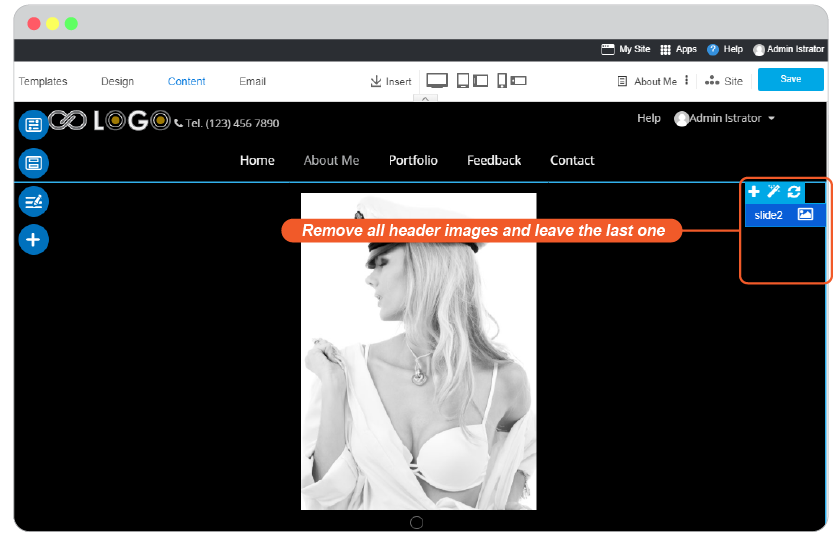 My Site Apps ? Help Admin Istrator
Templates Design Content Email Insert About Me Site Save
LOGO Tel. (123) 456 7890 Help Admin Istrator
Home About Me Portfolio Feedback Contact
slide2
Remove all header images and leave the last one